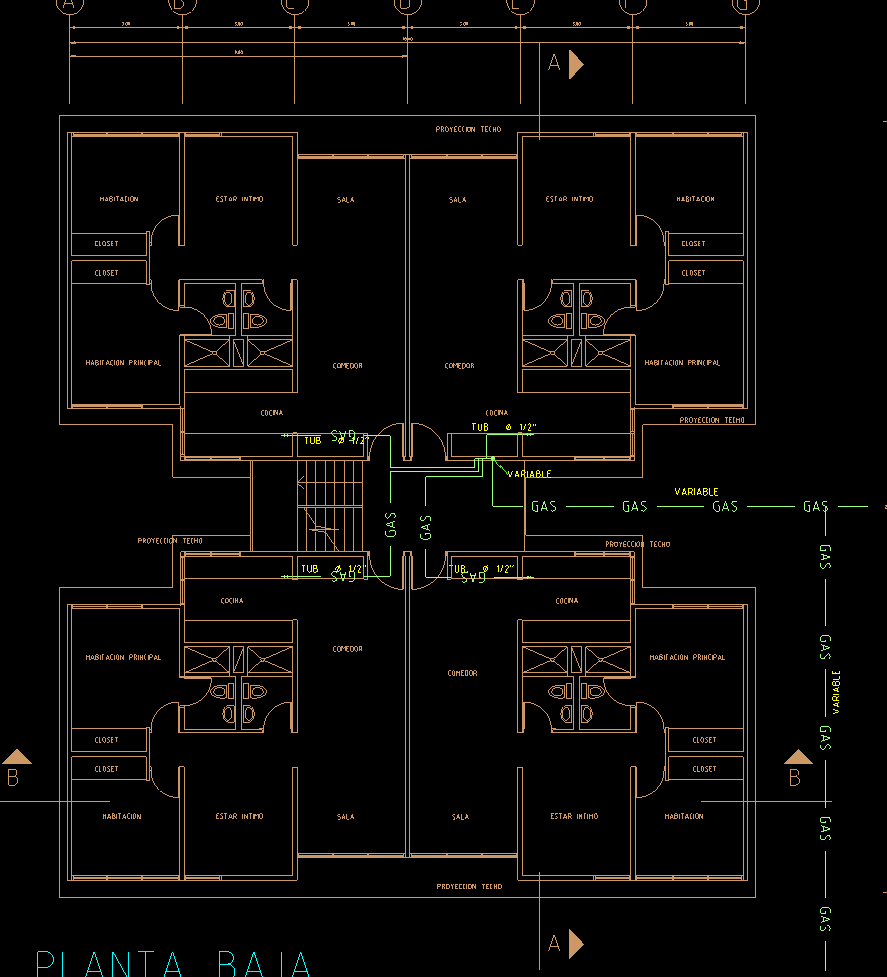 A B C D E F G
A
PROYECCION TECHO
HABITACION ESTAR INTIMO SALA SALA ESTAR INTIMO HABITACION
CLOSET CLOSET
CLOSET CLOSET
HABITACION PRINCIPAL COMEDOR COMEDOR HABITACION PRINCIPAL
COCINA COCINA
PROYECCION TECHO
TUB Ø 1/2"
GAS
TUB Ø 1/2"
VARIABLE
VARIABLE
GAS GAS GAS GAS
GAS GAS
PROYECCION TECHO PROYECCION TECHO
GAS
TUB Ø 1/2" TUB Ø 1/2"
GAS GAS
COCINA COCINA
COMEDOR
GAS
HABITACION PRINCIPAL HABITACION PRINCIPAL
COMEDOR
VARIABLE
CLOSET CLOSET
GAS
B B
CLOSET CLOSET
HABITACION ESTAR INTIMO SALA SALA ESTAR INTIMO HABITACION
GAS
PROYECCION TECHO
GAS
A
PLANTA BAJA